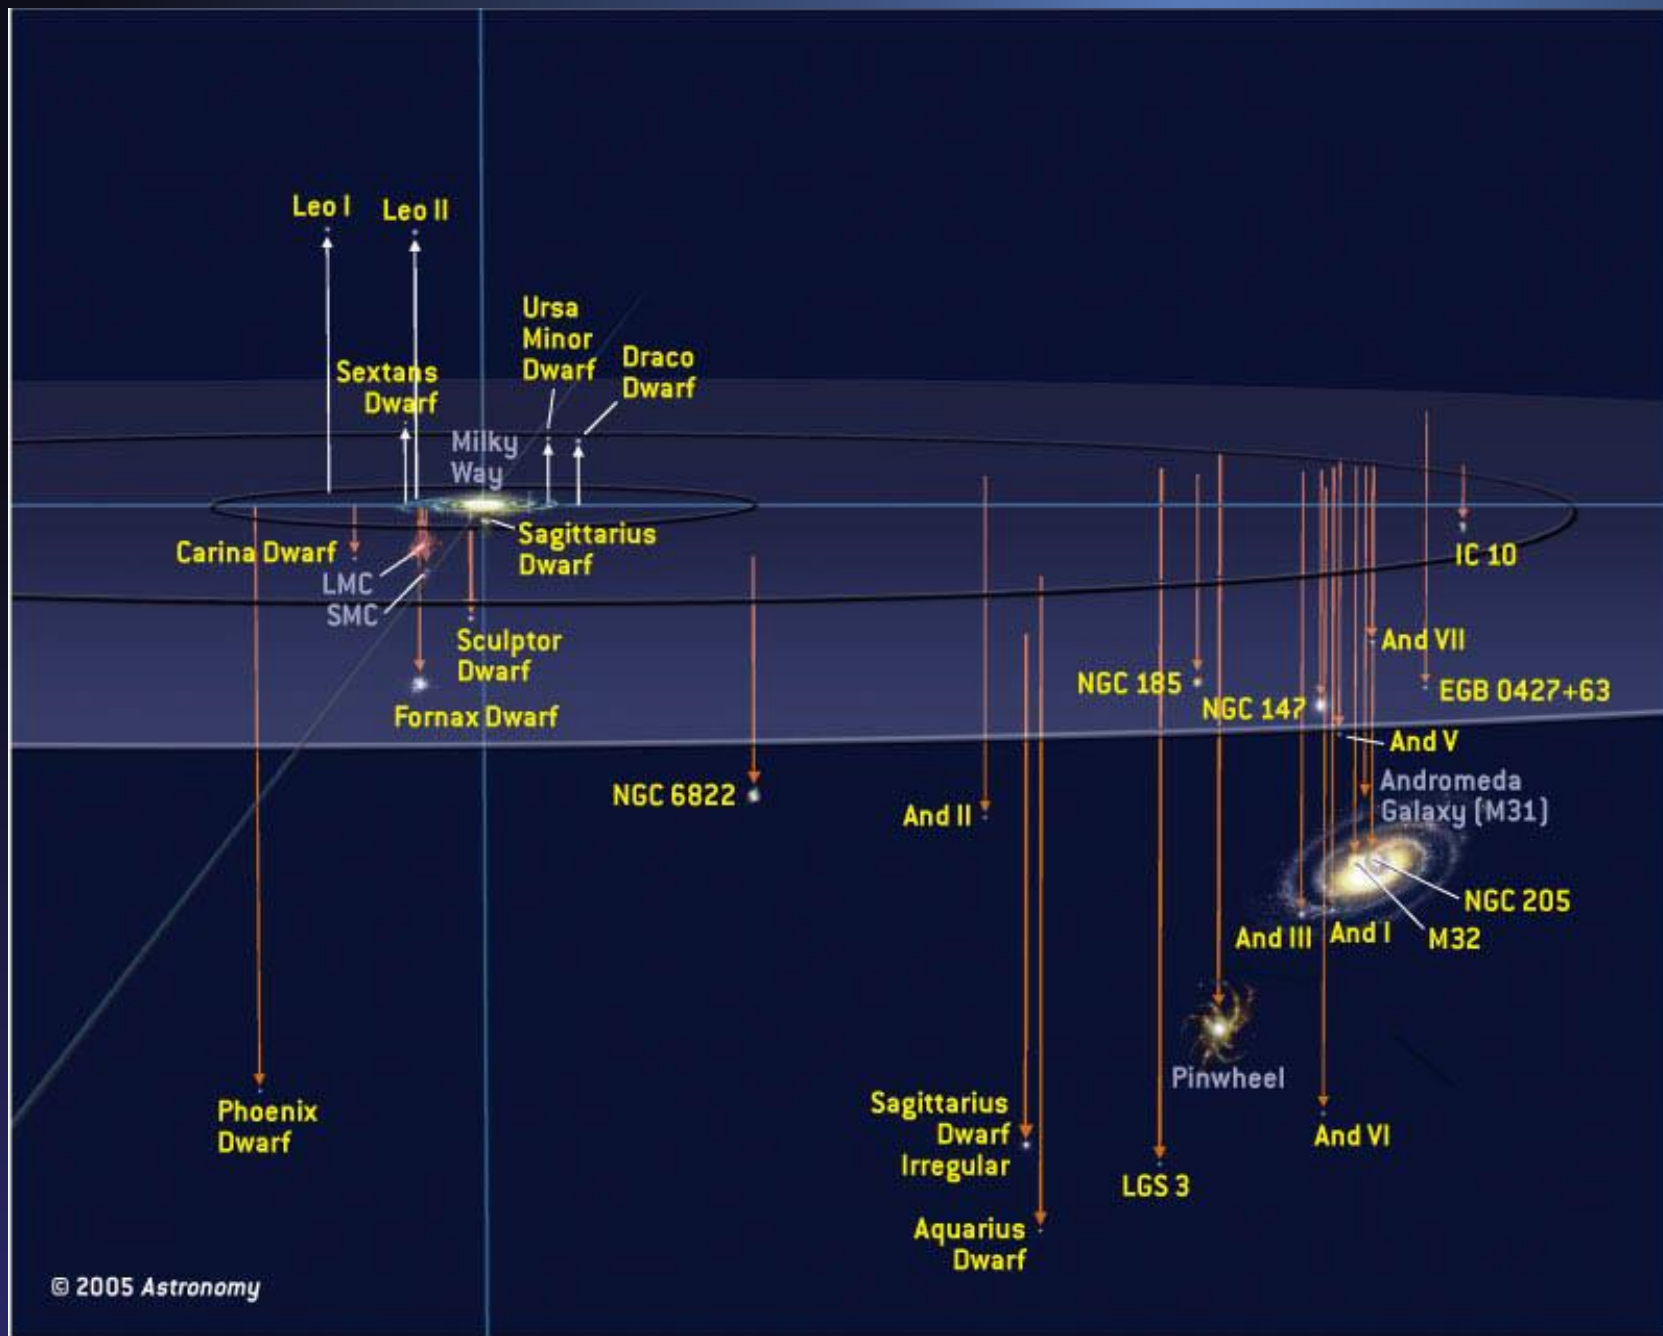 Leo I
Leo II
Ursa
Minor
Dwarf
Draco
Dwarf
Sextans
Dwarf
Milky
Way
Sagittarius
Dwarf
Carina Dwarf
LMC
SMC
Sculptor
Dwarf
Fornax Dwarf
IC 10
And VII
NGC 185
EGB 0427+63
NGC 147
And V
NGC 6822
And II
Andromeda
Galaxy (M31)
NGC 205
And III
And I
M32
Pinwheel
Phoenix
Dwarf
Sagittarius
Dwarf
Irregular
And VI
LGS 3
Aquarius
Dwarf
© 2005 Astronomy